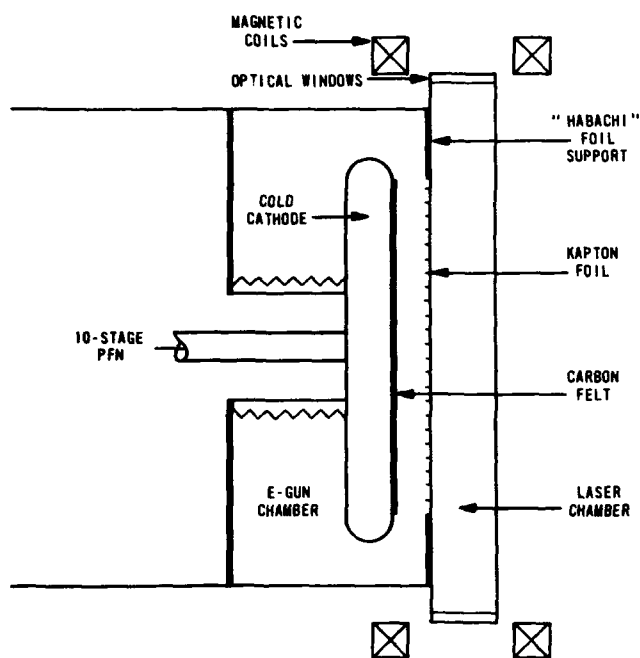 MAGNETIC
COILS
OPTICAL WINDOWS
"HABACHI"
FOIL
SUPPORT
COLD
CATHODE
KAPTON
FOIL
10-STAGE
PFN
CARBON
FELT
E-GUN
CHAMBER
LASER
CHAMBER